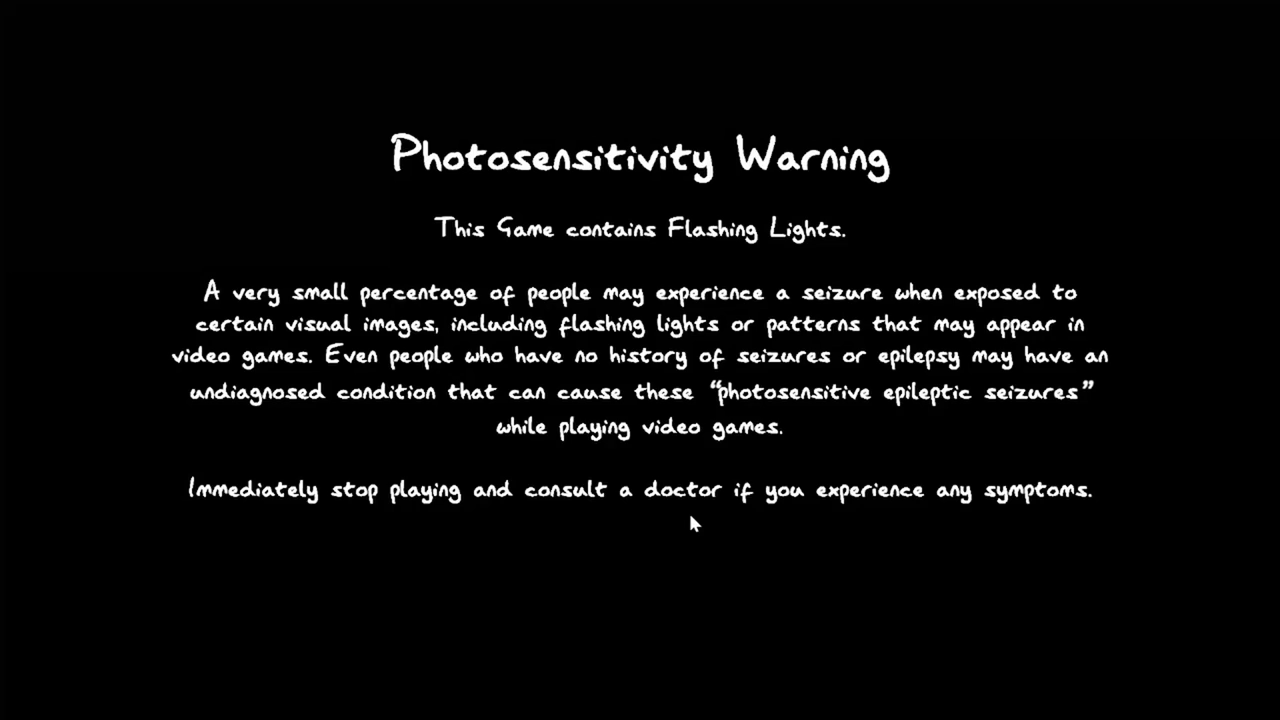 Photosensitivity Warning
This Game contains Flashing Lights.
A very small percentage of people may experience a seizure when exposed to
certain visual images, including flashing lights or patterns that may appear in
video games. Even people who have no history of seizures or epilepsy may have an
undiagnosed condition that can cause these “photosensitive epileptic seizures”
while playing video games.
Immediately stop playing and consult a doctor if you experience any symptoms.